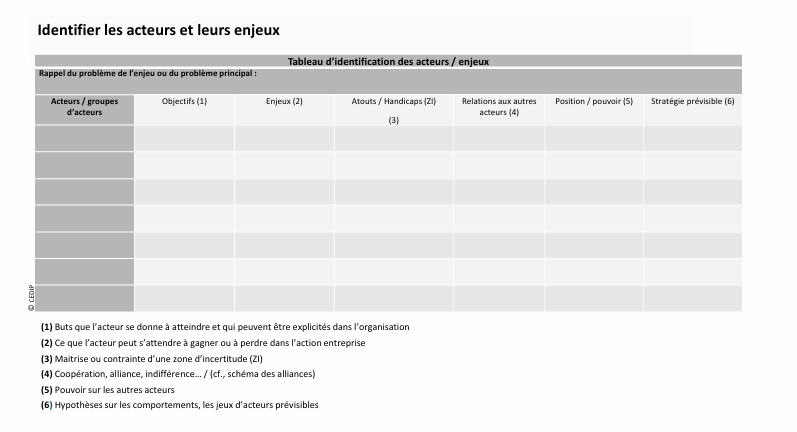 Identifier les acteurs et leurs enjeux
Tableau d’identification des acteurs / enjeux
Rappel du problème de l’enjeu ou du problème principal :
Acteurs / groupes
d’acteurs
Objectifs (1)
Enjeux (2)
Atouts / Handicaps (ZI)
(3)
Relations aux autres
acteurs (4)
Position / pouvoir (5)
Stratégie prévisible (6)
© CEDIP
(1) Buts que l’acteur se donne à atteindre et qui peuvent être explicités dans l’organisation
(2) Ce que l’acteur peut s’attendre à gagner ou à perdre dans l’action entreprise
(3) Maitrise ou contrainte d’une zone d’incertitude (ZI)
(4) Coopération, alliance, indifférence… / (cf., schéma des alliances)
(5) Pouvoir sur les autres acteurs
(6) Hypothèses sur les comportements, les jeux d’acteurs prévisibles